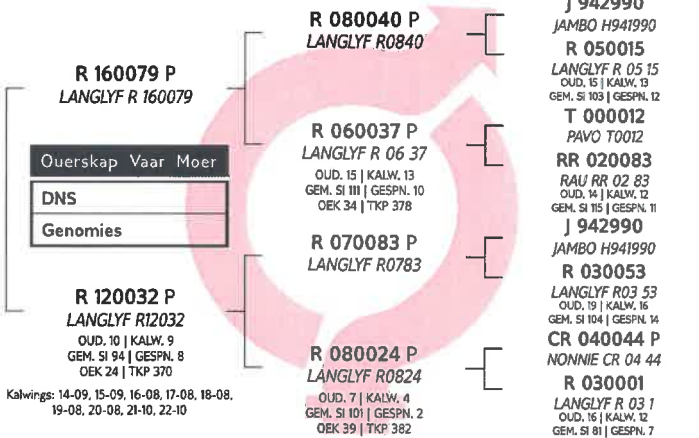 R 160079 P
LANGLYF R 160079
Ouerskap Vaar Moer
DNS
Genomies
R 120032 P
LANGLYF R12032
OUD. 10 | KALW. 9
GEM. SI 94 | GESPN. 8
OEK 24 | TKP 370
Kalwings: 14-09, 15-09, 16-08, 17-08, 18-08,
19-08, 20-08, 21-10, 22-10
R 080040 P
LANGLYF R0840
R 060037 P
LANGLYF R 06 37
OUD. 15 | KALW. 13
GEM. SI 111 | GESPN. 10
OEK 34 | TKP 378
R 070083 P
LANGLYF R0783
R 080024 P
LANGLYF R0824
OUD. 7 | KALW. 4
GEM. SI 101 | GESPN. 2
OEK 39 | TKP 382
J 942990
JAMBO H941990
R 050015
LANGLYF R 05 15
OUD. 15 | KALW. 13
GEM. SI 103 | GESPN. 12
T 000012
PAVO T0012
RR 020083
RAU RR 02 83
OUD. 14 | KALW. 12
GEM. SI 115 | GESPN. 11
J 942990
JAMBO H941990
R 030053
LANGLYF R03 53
OUD. 19 | KALW. 16
GEM. SI 104 | GESPN. 14
CR 040044 P
NONNIE CR 04 44
R 030001
LANGLYF R 03 1
OUD. 16 | KALW. 12
GEM. SI 81 | GESPN. 7